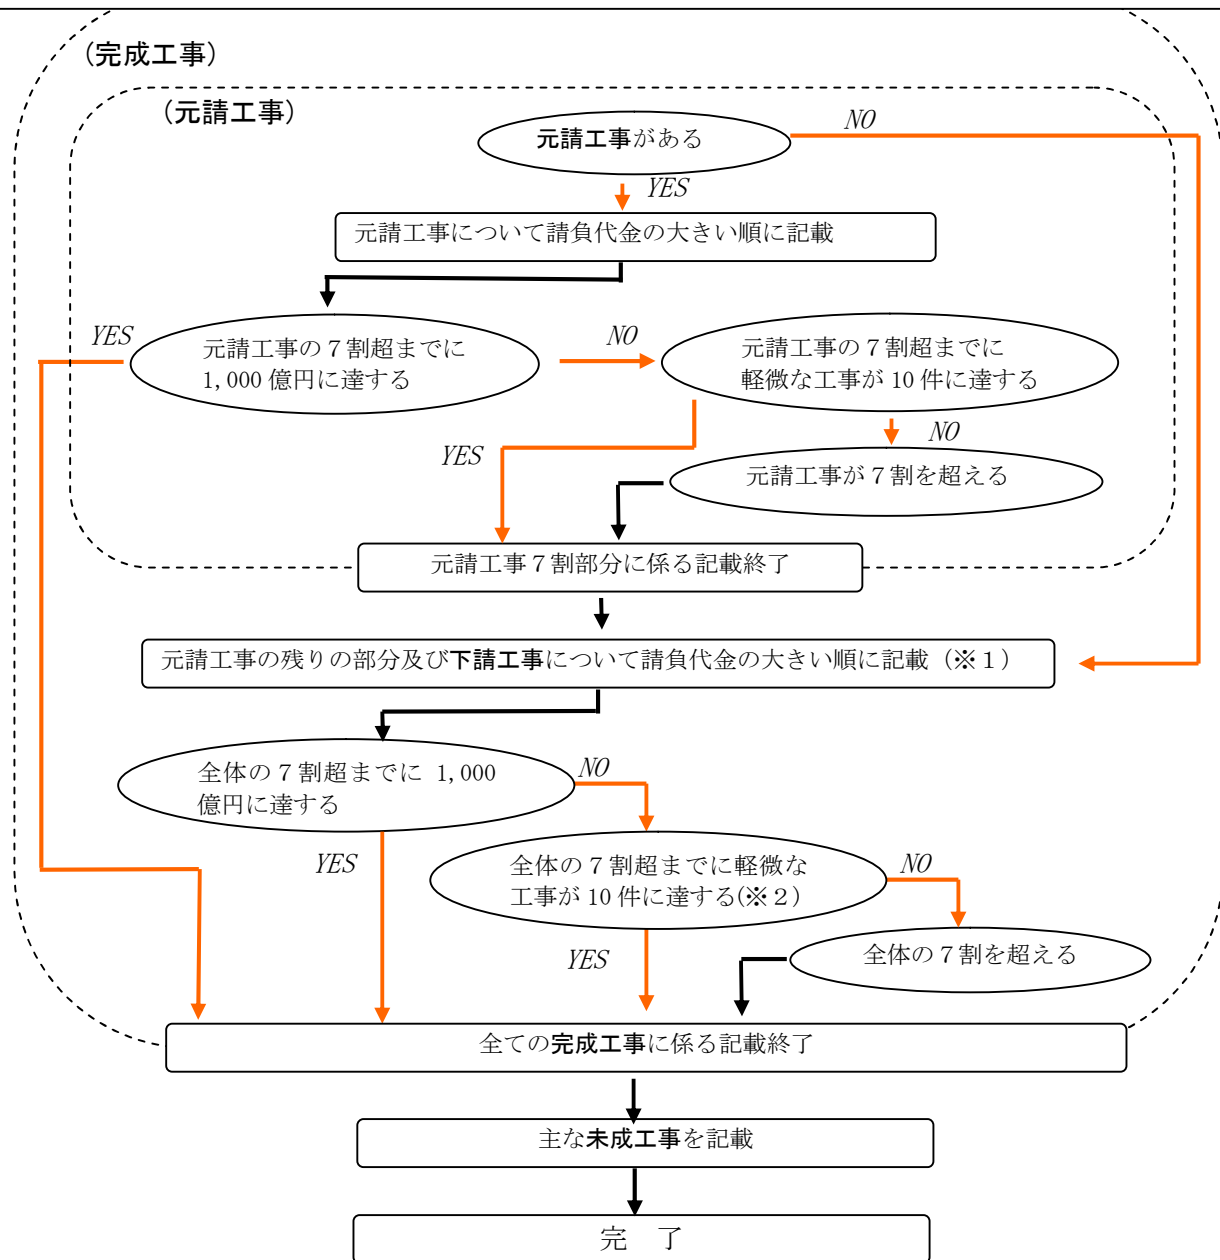 (完成工事)
(元請工事)
元請工事がある
NO
YES
元請工事について請負代金の大きい順に記載
YES
元請工事の７割超までに
1,000 億円に達する
NO
元請工事の７割超までに
軽微な工事が 10 件に達する
YES
NO
元請工事が７割を超える
元請工事７割部分に係る記載終了
元請工事の残りの部分及び下請工事について請負代金の大きい順に記載（※１）
全体の７割超までに 1,000
億円に達する
NO
YES
全体の７割超までに軽微な
工事が 10 件に達する(※２)
NO
YES
全体の７割を超える
全ての完成工事に係る記載終了
主な未成工事を記載
完　了